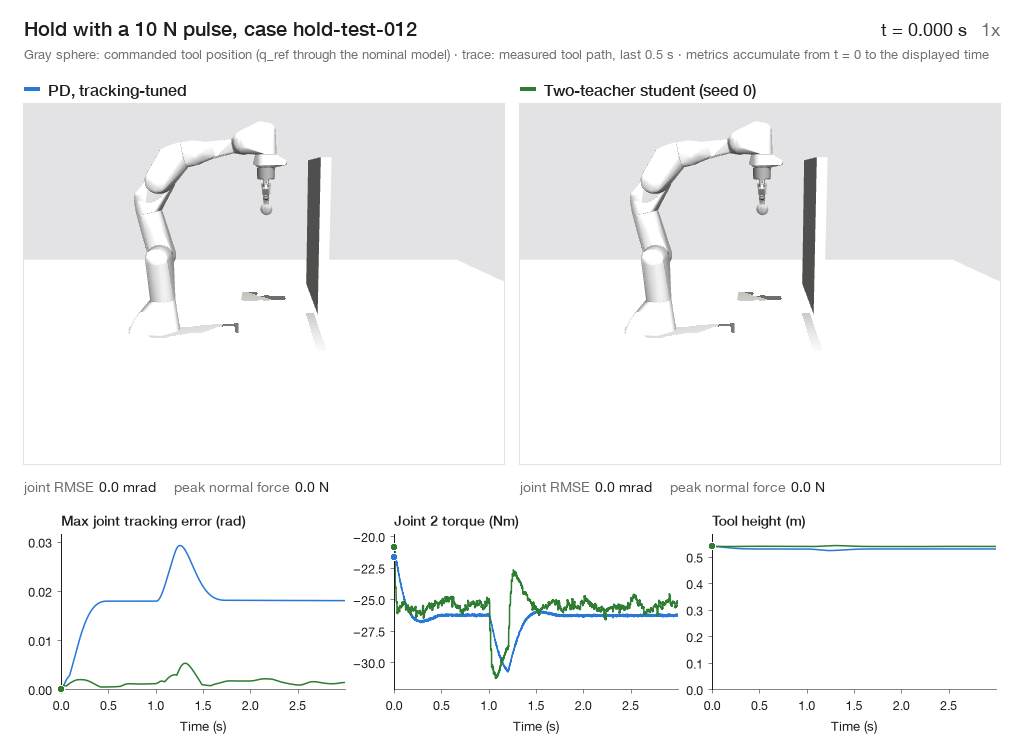 Hold with a 10 N pulse, case hold-test-012
t = 0.000 s 1x
Gray sphere: commanded tool position (q_ref through the nominal model) · trace: measured tool path, last 0.5 s · metrics accumulate from t = 0 to the displayed time
PD, tracking-tuned
Two-teacher student (seed 0)
joint RMSE 0.0 mrad peak normal force 0.0 N
joint RMSE 0.0 mrad peak normal force 0.0 N
Max joint tracking error (rad)
0.03
0.02
0.01
0.00
0.0 0.5 1.0 1.5 2.0 2.5
Time (s)
Joint 2 torque (Nm)
−20.0
−22.5
−25.0
−27.5
−30.0
0.0 0.5 1.0 1.5 2.0 2.5
Time (s)
Tool height (m)
0.5
0.4
0.3
0.2
0.1
0.0
0.0 0.5 1.0 1.5 2.0 2.5
Time (s)